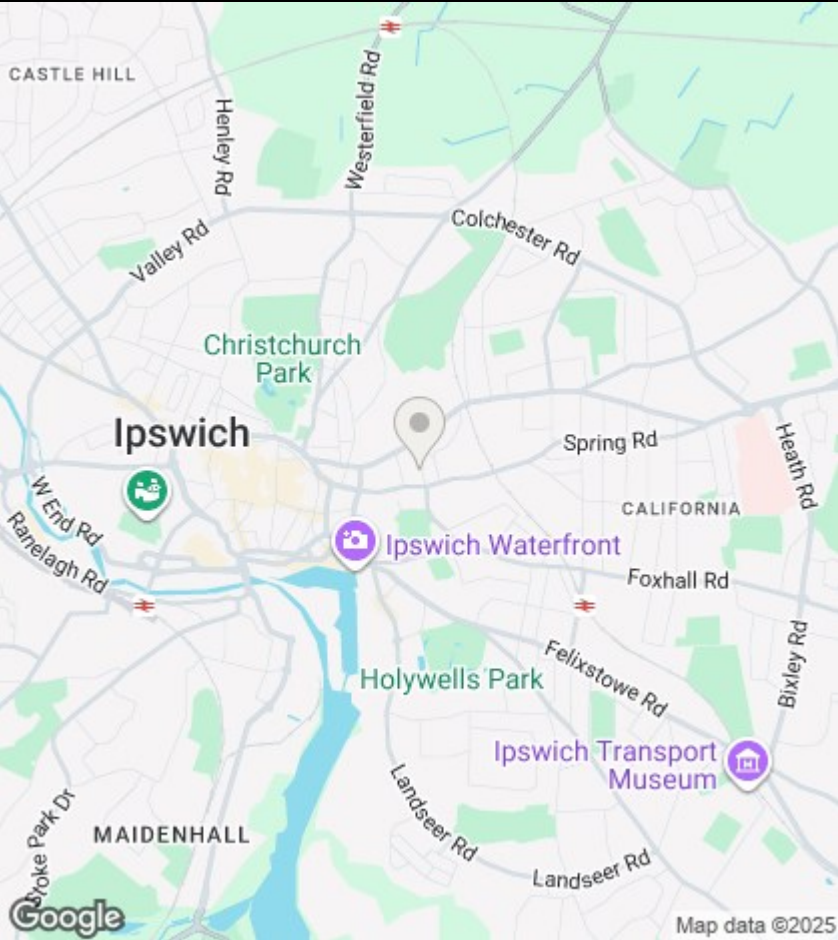 CASTLE HILL
Henley Rd
Westerfield Rd
Valley Rd
Colchester Rd
Christchurch
Park
Ipswich
Spring Rd
Heath Rd
CALIFORNIA
W End Rd
Ranelagh Rd
Ipswich Waterfront
Foxhall Rd
Felixstowe Rd
Bixley Rd
Holywells Park
Ipswich Transport
Museum
Landseer Rd
MAIDENHALL
Stoke Park Dr
Landseer Rd
Google
Map data ©2025